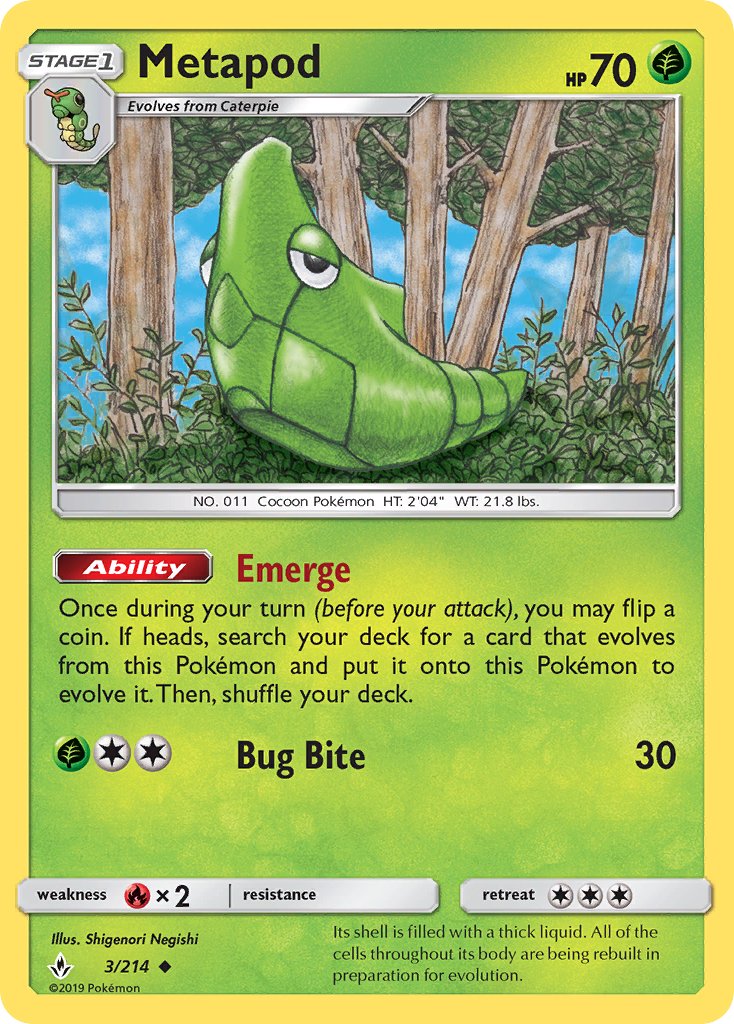 STAGE 1 Metapod HP 70
Evolves from Caterpie
NO. 011 Cocoon Pokémon HT: 2'04" WT: 21.8 lbs.
Ability Emerge
Once during your turn (before your attack), you may flip a
coin. If heads, search your deck for a card that evolves
from this Pokémon and put it onto this Pokémon to
evolve it. Then, shuffle your deck.
Bug Bite 30
weakness × 2 resistance retreat
Illus. Shigenori Negishi
3/214
©2019 Pokémon
Its shell is filled with a thick liquid. All of the
cells throughout its body are being rebuilt in
preparation for evolution.